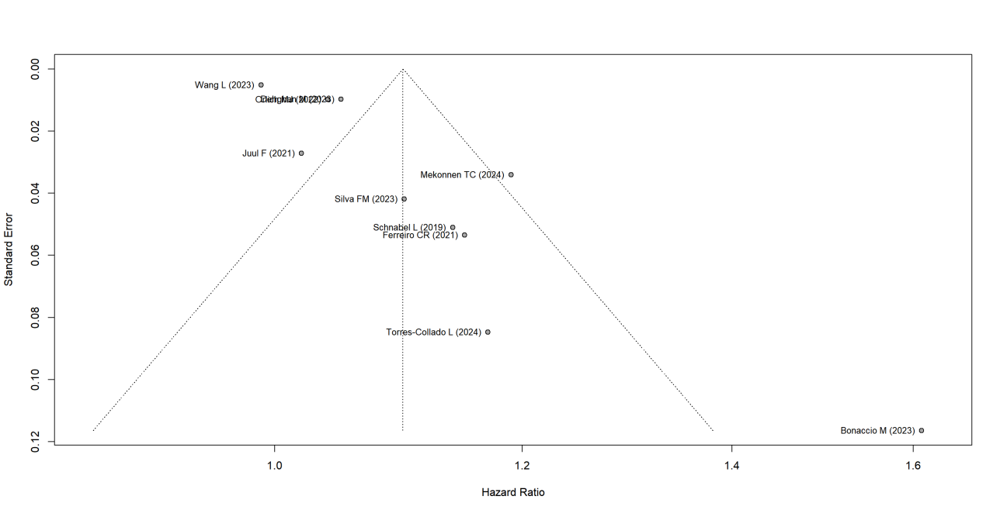 Standard Error
0.00
0.02
0.04
0.06
0.08
0.10
0.12
Wang L (2023)
Juul F (2021)
Mekonnen TC (2024)
Silva FM (2023)
Schnabel L (2019)
Ferreiro CR (2021)
Torres-Collado L (2024)
Bonaccio M (2023)
1.0
1.2
1.4
1.6
Hazard Ratio